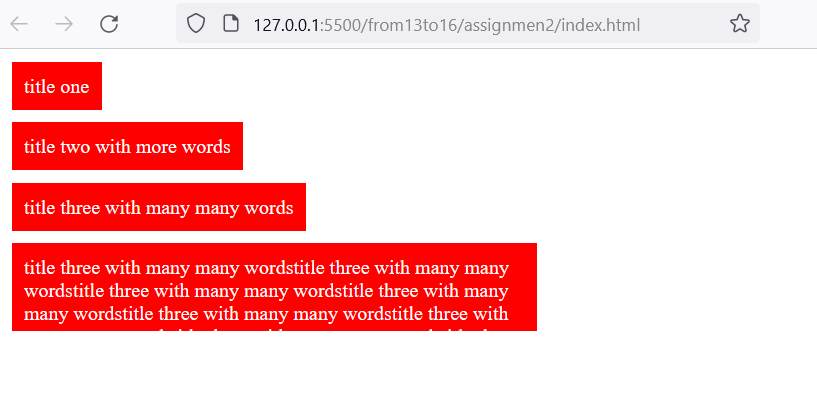 127.0.0.1:5500/from13to16/assignmen2/index.html
title one
title two with more words
title three with many many words
title three with many many wordstitle three with many many
wordstitle three with many many wordstitle three with many
many wordstitle three with many many wordstitle three with